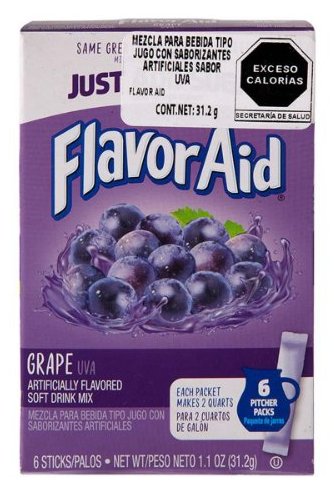 SAME GRE
MI
JUST
MEZCLA PARA BEBIDA TIPO
JUGO CON SABORIZANTES
ARTIFICIALES SABOR
UVA
FLAVOR AID
CONT.NET: 31.2 g
EXCESO
CALORÍAS
SECRETARÍA DE SALUD
FlavorAid®
GRAPE UVA
ARTIFICIALLY FLAVORED
SOFT DRINK MIX
MEZCLA PARA BEBIDA TIPO JUGO CON
SABORIZANTES ARTIFICIALES
EACH PACKET
MAKES 2 QUARTS
PARA 2 CUARTOS
DE GALÓN
6
PITCHER
PACKS
Paquete de jarras
6 STICKS/PALOS • NET WT/PESO NETO 1.1 OZ (31.2g)
U